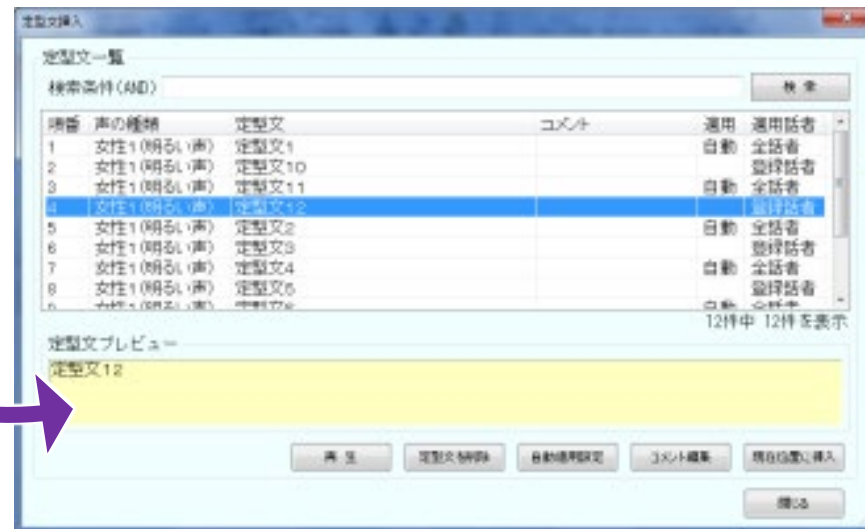 定型文挿入
定型文一覧
検索条件(AND)
検 索
項番 声の種類 定型文 コメント 適用 適用話者
1 女性1(明るい声) 定型文1 自動 全話者
2 女性1(明るい声) 定型文10 登録話者
3 女性1(明るい声) 定型文11 自動 全話者
4 女性1(明るい声) 定型文12 登録話者
5 女性1(明るい声) 定型文2 自動 全話者
6 女性1(明るい声) 定型文3 登録話者
7 女性1(明るい声) 定型文4 自動 全話者
8 女性1(明るい声) 定型文5 登録話者
12件中 12件を表示
定型文プレビュー
定型文12
再 生 定型文を削除 自動適用設定 コメント編集 現在位置に挿入
閉じる